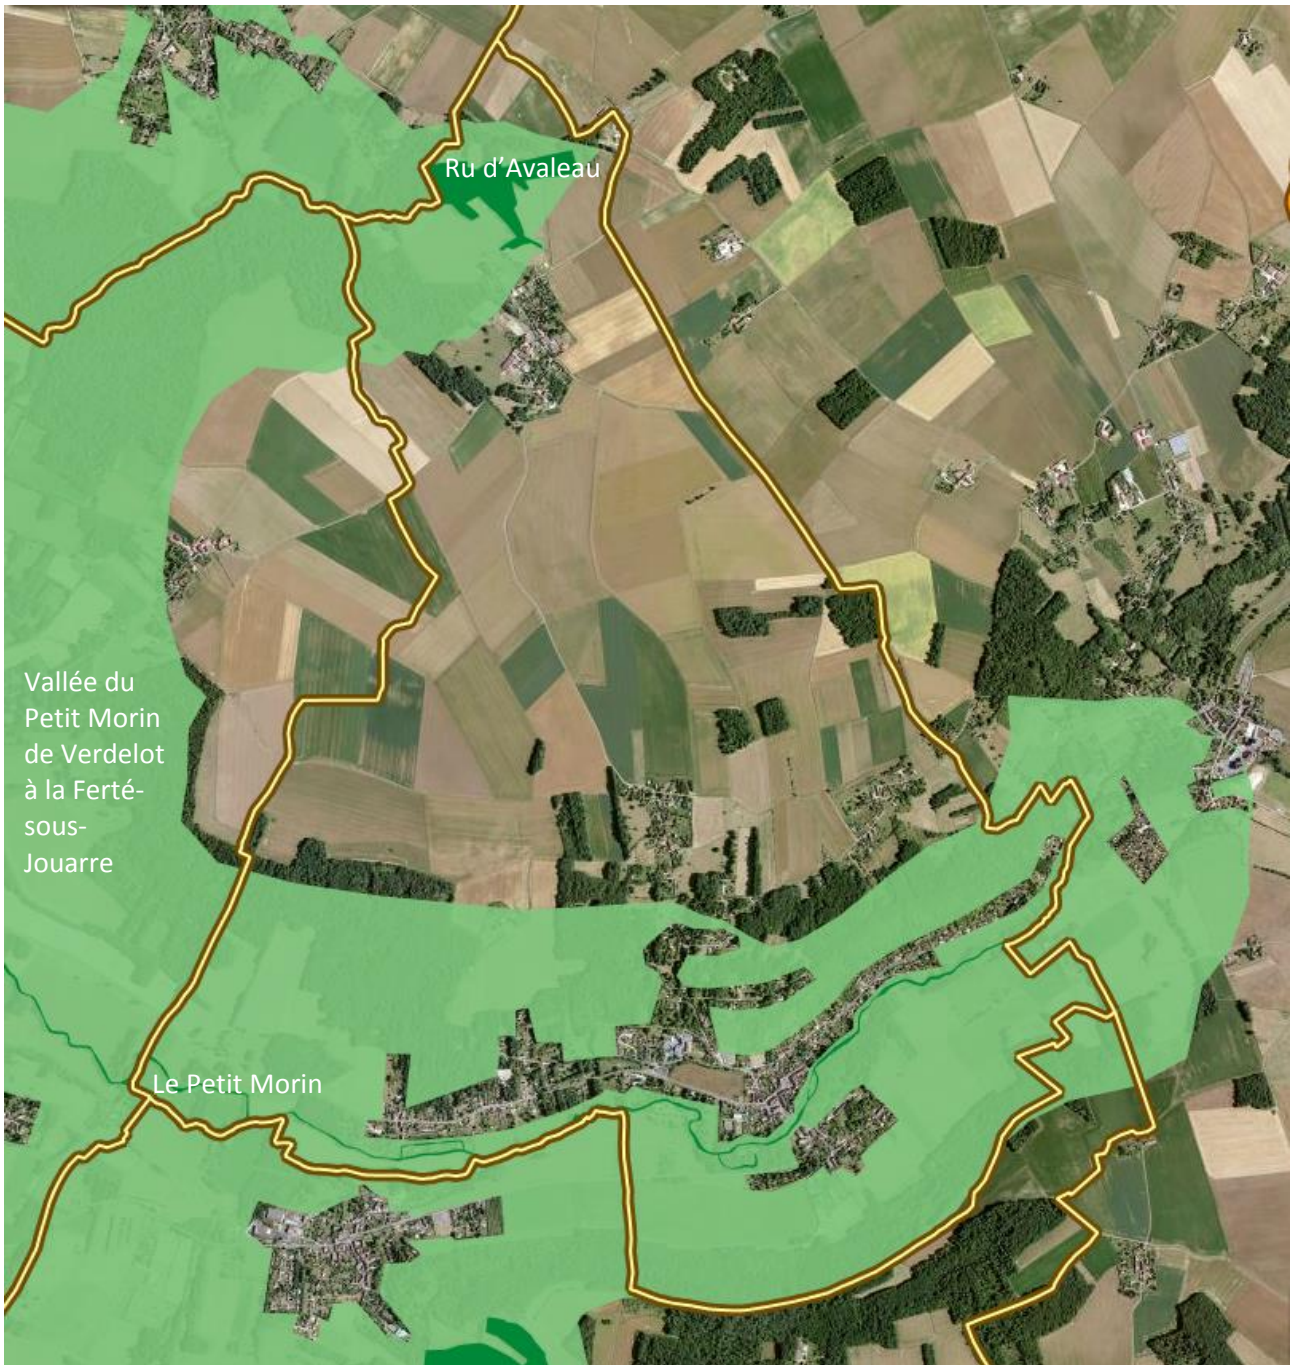 Ru d’Avaleau
Vallée du
Petit Morin
de Verdelot
à la Ferté-
sous-
Jouarre
Le Petit Morin